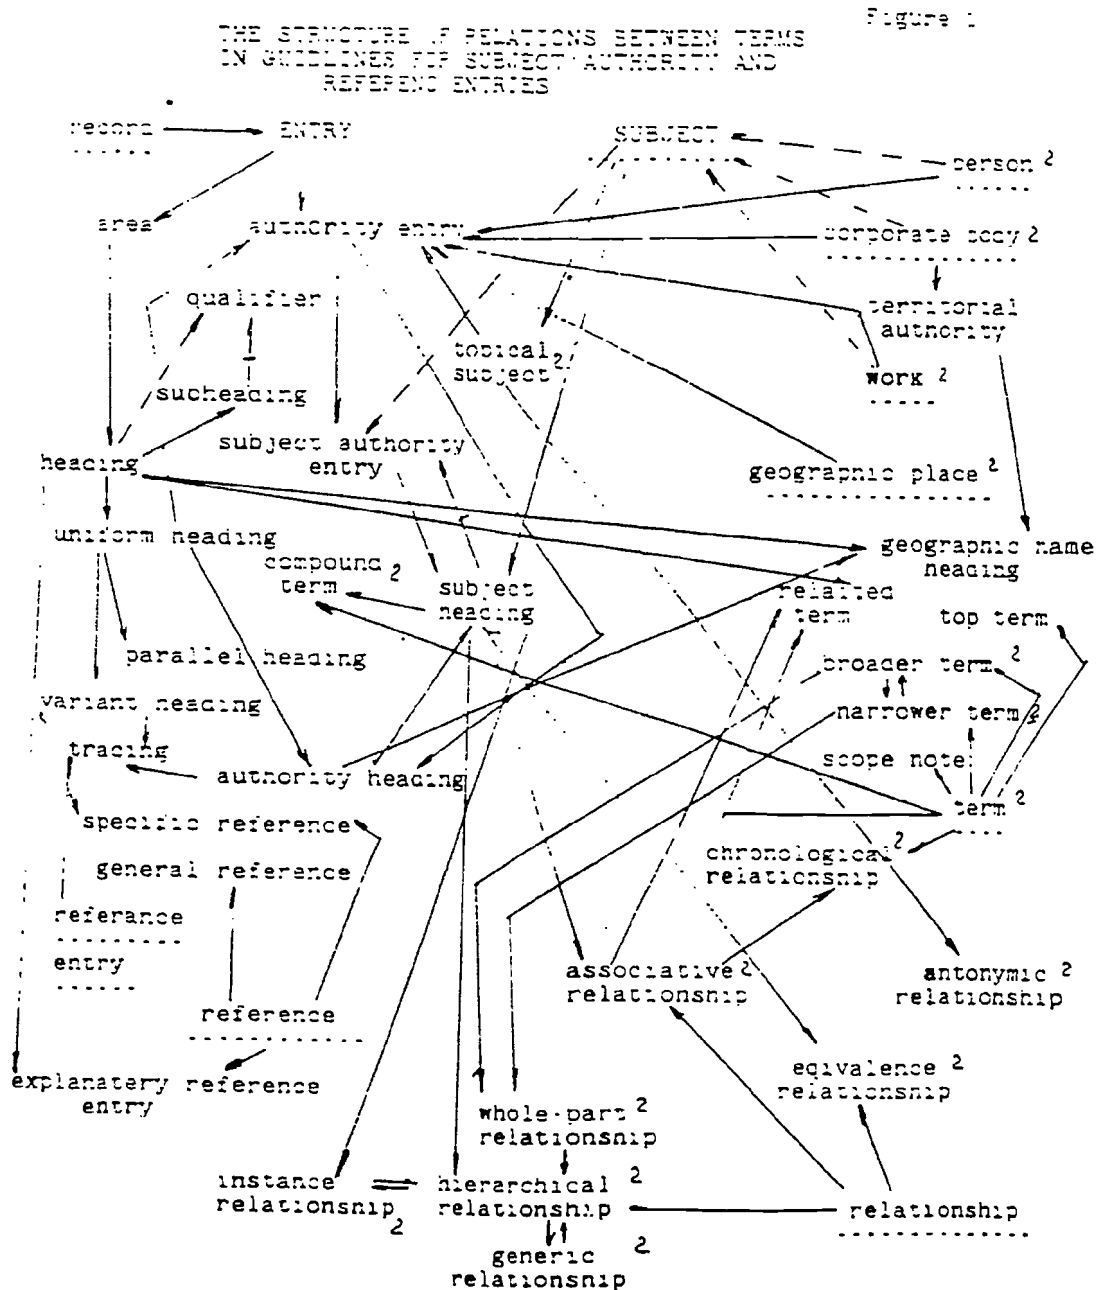 Figure 1
THE STRUCTURE OF RELATIONS BETWEEN TERMS
IN GUIDLINES FOR SUBJECT AUTHORITY AND
REFERENC ENTRIES
record
ENTRY
SUBJECT
person 2
area
authority entry
corporate body 2
qualifier
territorial
authority
topical 2
subject
work 2
subheading
subject authority
entry
heading
geographic place 2
uniform heading
geographic name
heading
compound 2
term
subject
heading
relaited
term
top term
parallel heading
broader term 2
variant heading
narrower term 2
tracing
scope note
authority heading
term 2
specific reference
chronological 2
relationship
general reference
referance
entry
associative 2
relationship
antonymic 2
relationship
reference
eqivalence 2
relationship
explanatery reference
entry
whole-part 2
relationship
instance
relationship 2
hierarchical 2
relationship
relationship
generic 2
relationship